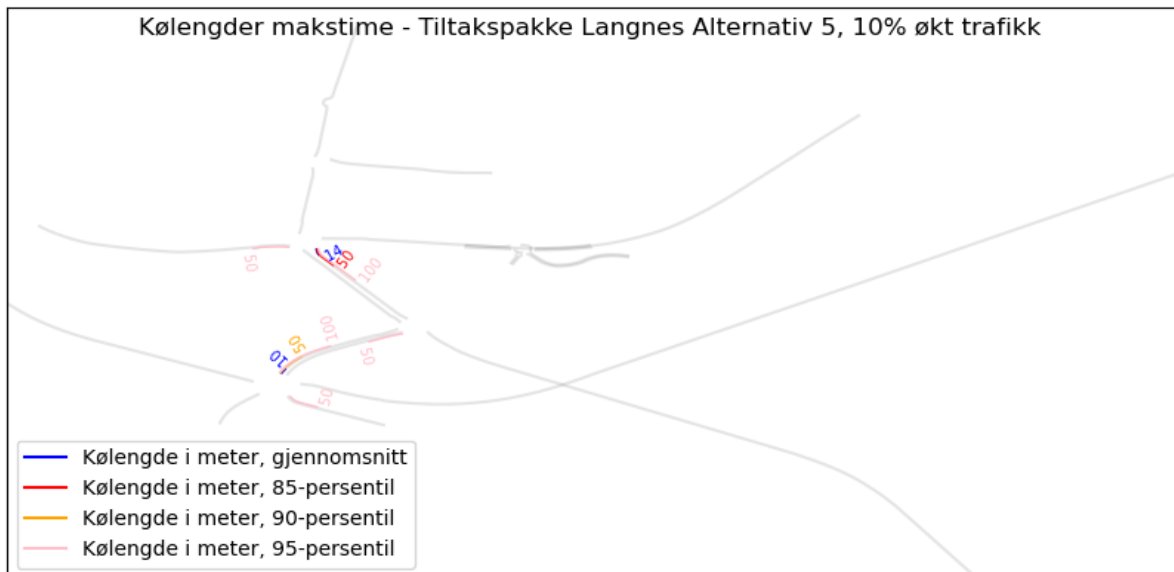 Kølengder makstime - Tiltakspakke Langnes Alternativ 5, 10% økt trafikk
14
50
100
50
100
50
10
50
50
Kølengde i meter, gjennomsnitt
Kølengde i meter, 85-persentil
Kølengde i meter, 90-persentil
Kølengde i meter, 95-persentil